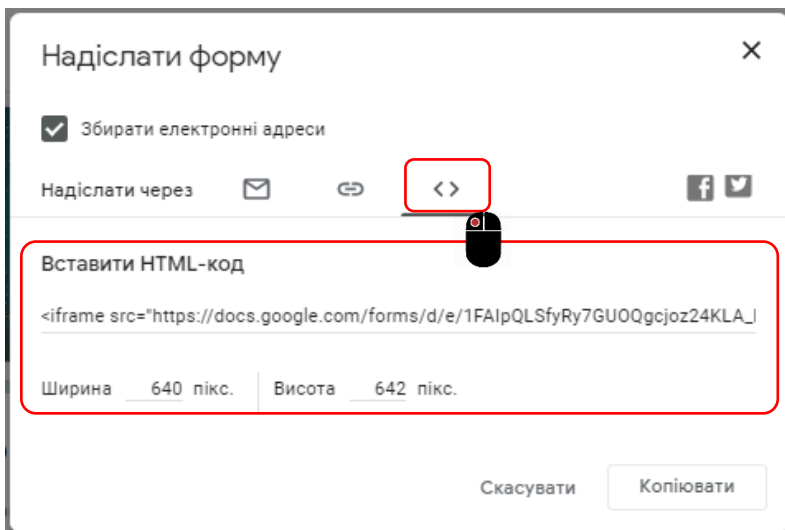 Надіслати форму
Збирати електронні адреси
Надіслати через
Вставити HTML-код
<iframe src="https://docs.google.com/forms/d/e/1FAIpQLSfyRy7GUOQgcjoz24KLA_
Ширина 640 пікс. Висота 642 пікс.
Скасувати Копіювати